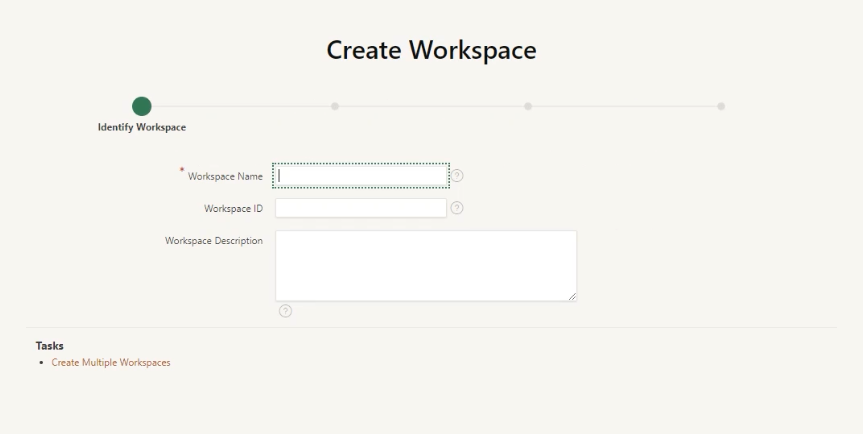 Create Workspace
Identify Workspace
* Workspace Name ?
Workspace ID ?
Workspace Description
?
Tasks
• Create Multiple Workspaces